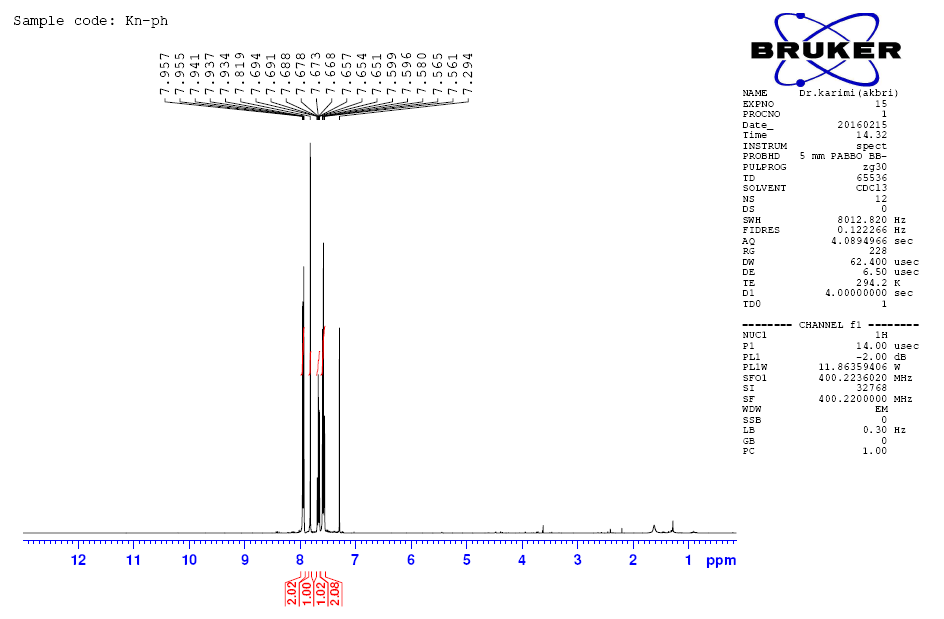 Sample code: Kn-ph
7.957
7.955
7.941
7.937
7.934
7.819
7.694
7.691
7.688
7.678
7.673
7.668
7.657
7.654
7.651
7.599
7.596
7.580
7.565
7.561
7.294
BRUKER
NAME Dr.karimi(akbri)
EXPNO 15
PROCNO 1
Date_ 20160215
Time 14.32
INSTRUM spect
PROBHD 5 mm PABBO BB-
PULPROG zg30
TD 65536
SOLVENT CDCl3
NS 12
DS 0
SWH 8012.820 Hz
FIDRES 0.122266 Hz
AQ 4.0894966 sec
RG 228
DW 62.400 usec
DE 6.50 usec
TE 294.2 K
D1 4.00000000 sec
TD0 1
======== CHANNEL f1 ========
NUC1 1H
P1 14.00 usec
PL1 -2.00 dB
PL1W 11.86359406 W
SFO1 400.2236020 MHz
SI 32768
SF 400.2200000 MHz
WDW EM
SSB 0
LB 0.30 Hz
GB 0
PC 1.00
12 11 10 9 8 7 6 5 4 3 2 1 ppm
2.02
1.00
1.02
2.08